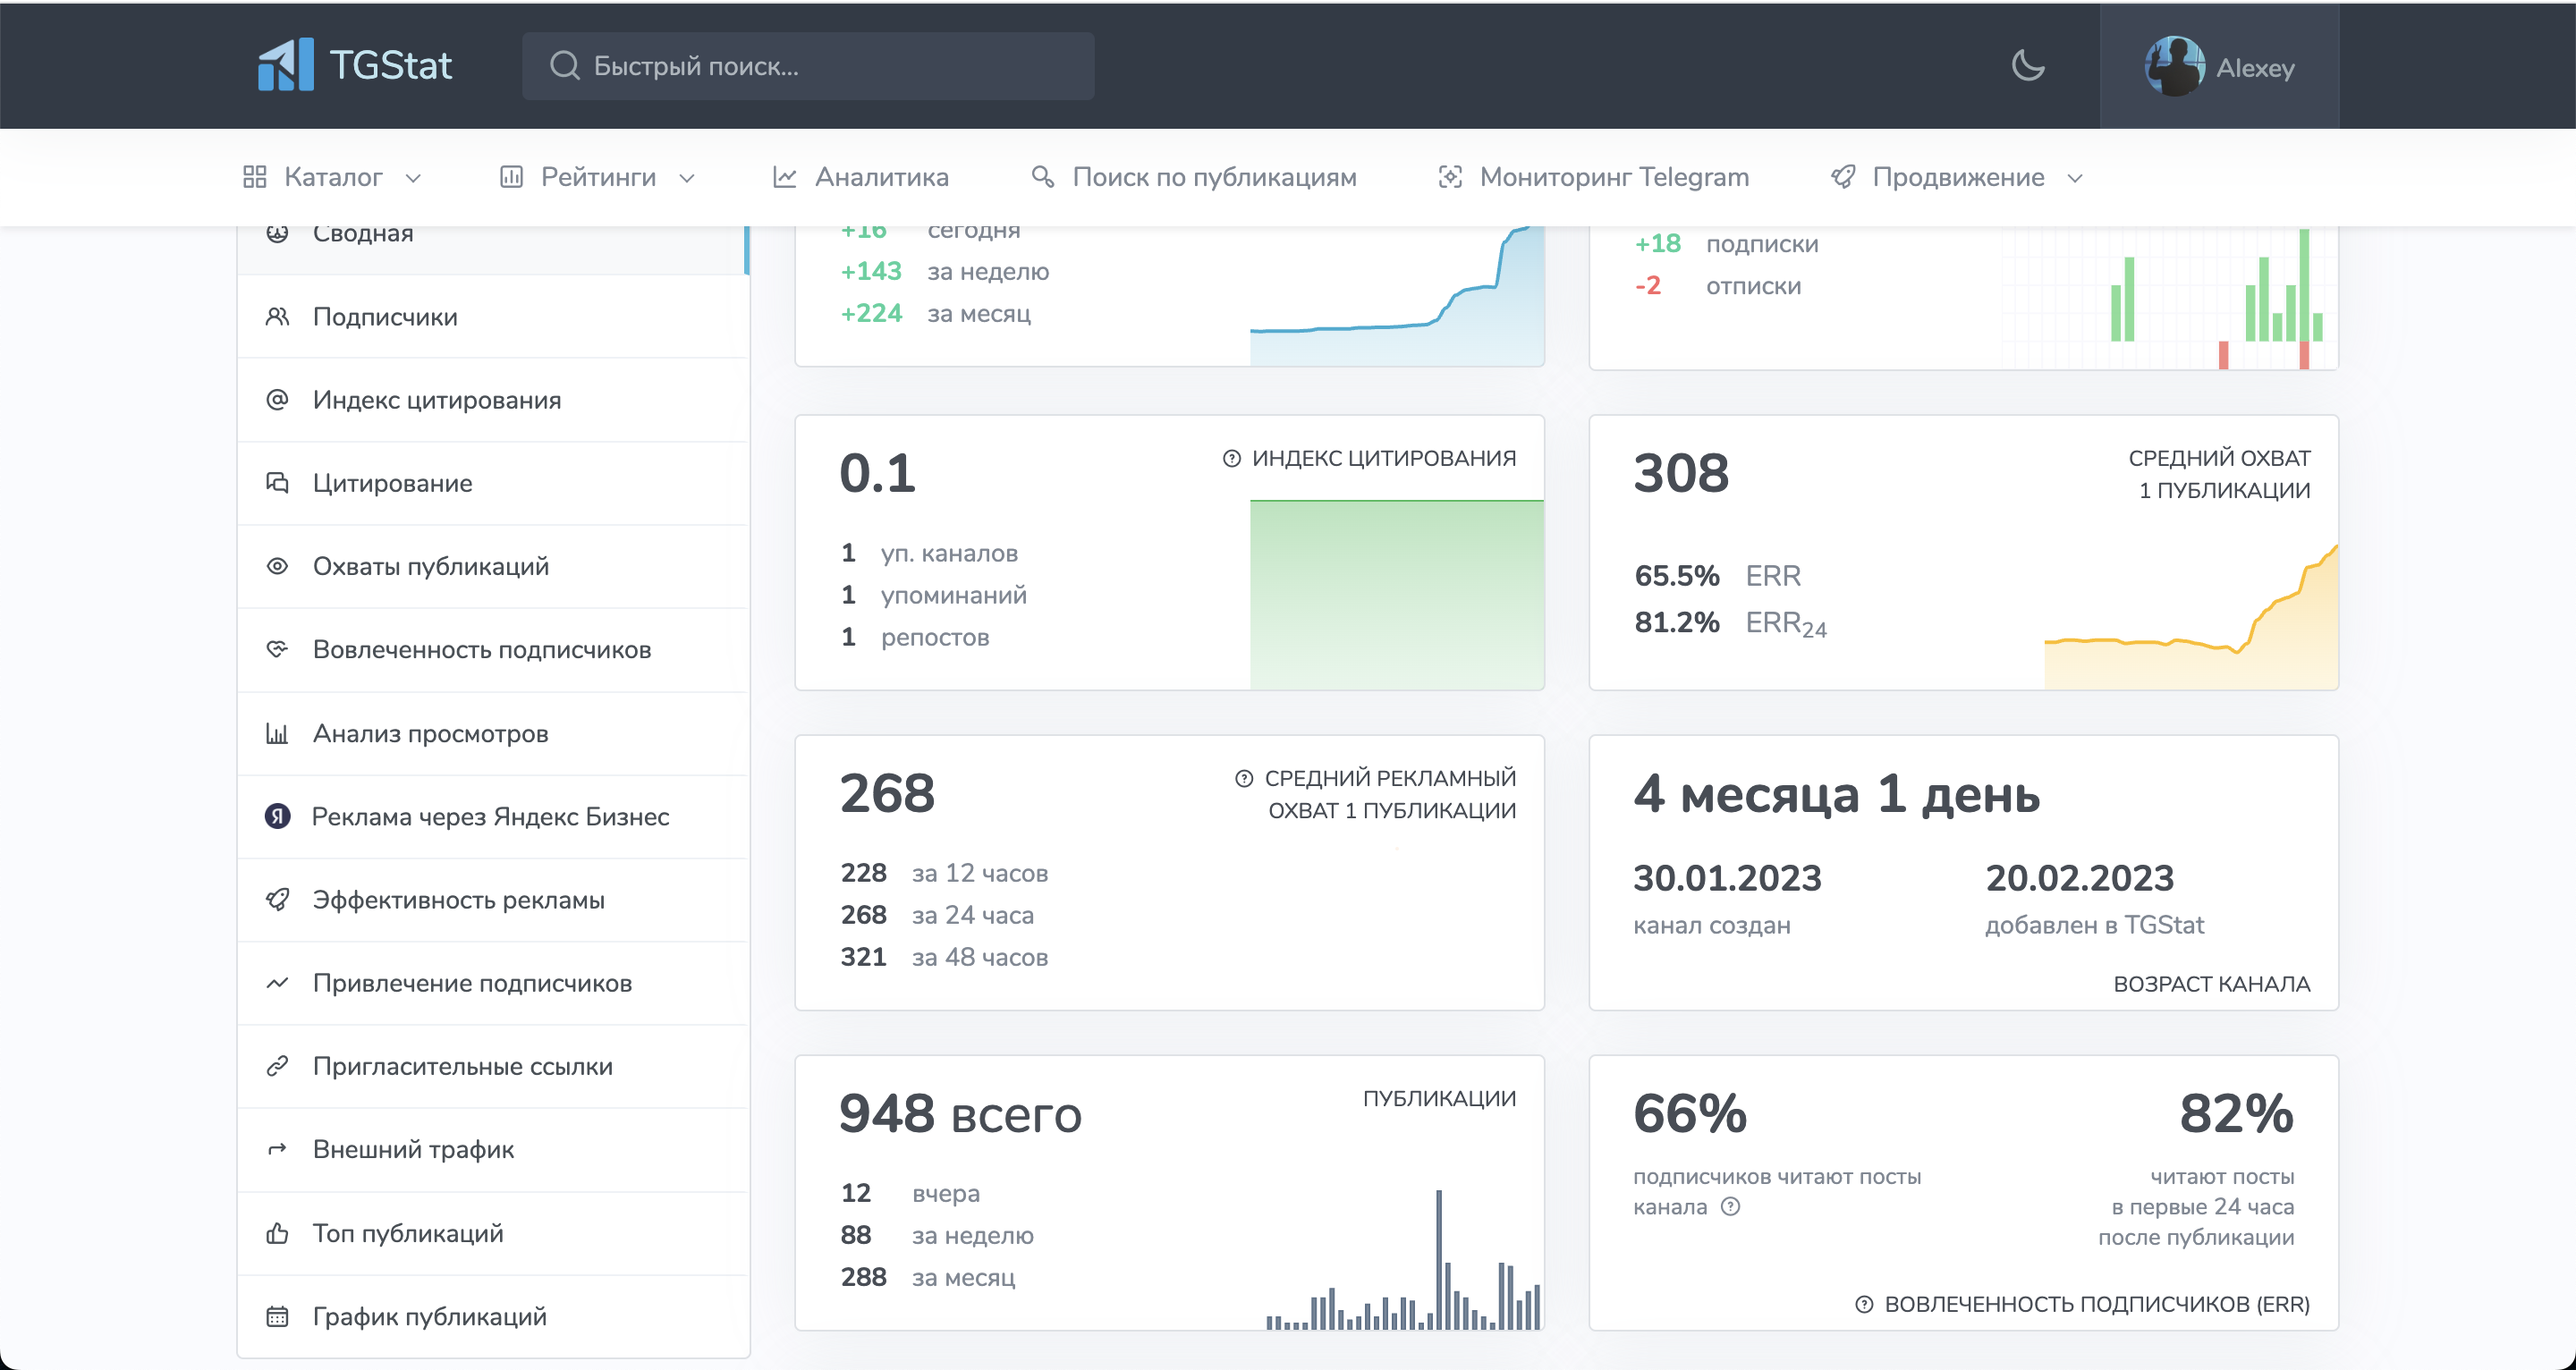 TGStat
Быстрый поиск...
Alexey
Каталог
Рейтинги
Аналитика
Поиск по публикациям
Мониторинг Telegram
Продвижение
Сводная
Подписчики
Индекс цитирования
Цитирование
Охваты публикаций
Вовлеченность подписчиков
Анализ просмотров
Я Реклама через Яндекс Бизнес
Эффективность рекламы
Привлечение подписчиков
Пригласительные ссылки
Внешний трафик
Топ публикаций
График публикаций
+16 сегодня
+143 за неделю
+224 за месяц
+18 подписки
-2 отписки
0.1
ИНДЕКС ЦИТИРОВАНИЯ
1 уп. каналов
1 упоминаний
1 репостов
308
СРЕДНИЙ ОХВАТ
1 ПУБЛИКАЦИИ
65.5% ERR
81.2% ERR24
268
СРЕДНИЙ РЕКЛАМНЫЙ
ОХВАТ 1 ПУБЛИКАЦИИ
228 за 12 часов
268 за 24 часа
321 за 48 часов
4 месяца 1 день
30.01.2023
канал создан
20.02.2023
добавлен в TGStat
ВОЗРАСТ КАНАЛА
948 всего
ПУБЛИКАЦИИ
12 вчера
88 за неделю
288 за месяц
66%
подписчиков читают посты
канала
82%
читают посты
в первые 24 часа
после публикации
ВОВЛЕЧЕННОСТЬ ПОДПИСЧИКОВ (ERR)